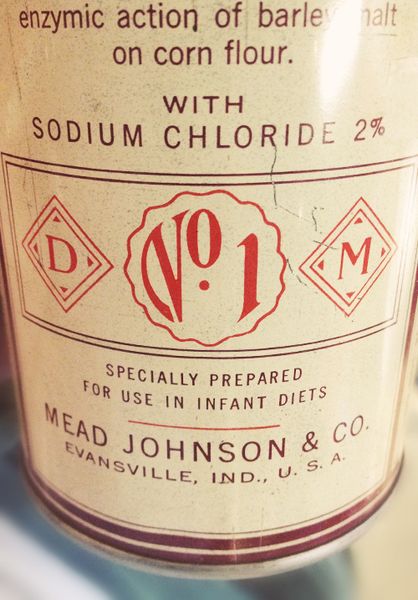 enzymic action of barley malt
on corn flour.
WITH
SODIUM CHLORIDE 2%
D No. 1 M
SPECIALLY PREPARED
FOR USE IN INFANT DIETS
MEAD JOHNSON & CO.
EVANSVILLE, IND., U. S. A.